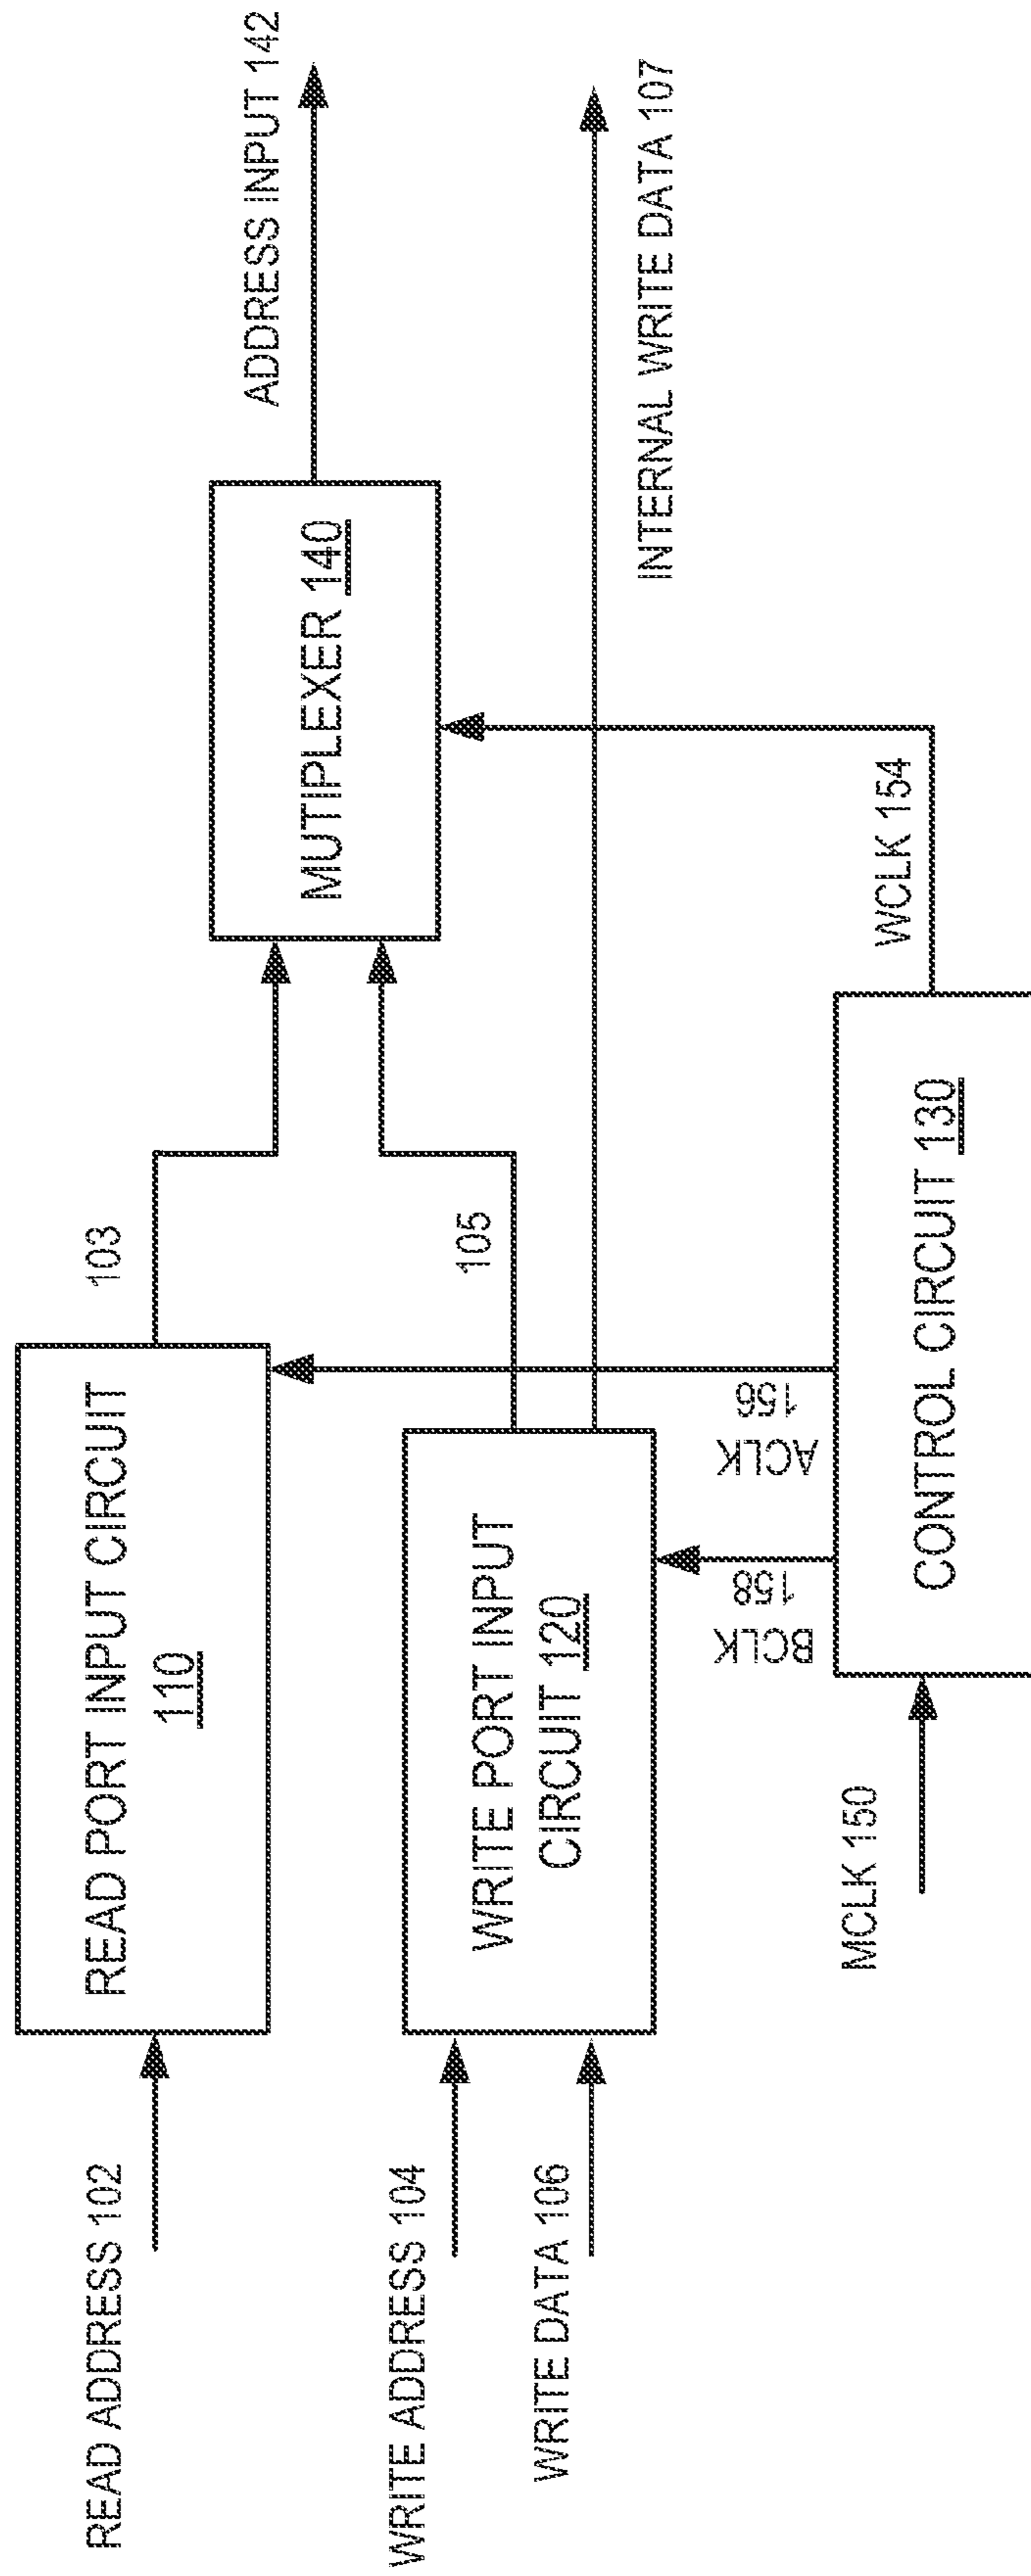 READ ADDRESS 102
READ PORT INPUT CIRCUIT
110
103
WRITE ADDRESS 104
WRITE DATA 106
WRITE PORT INPUT
CIRCUIT 120
105
MUTIPLEXER 140
ADDRESS INPUT 142
INTERNAL WRITE DATA 107
BCLK
158
ACLK
156
MCLK 150
CONTROL CIRCUIT 130
WCLK 154